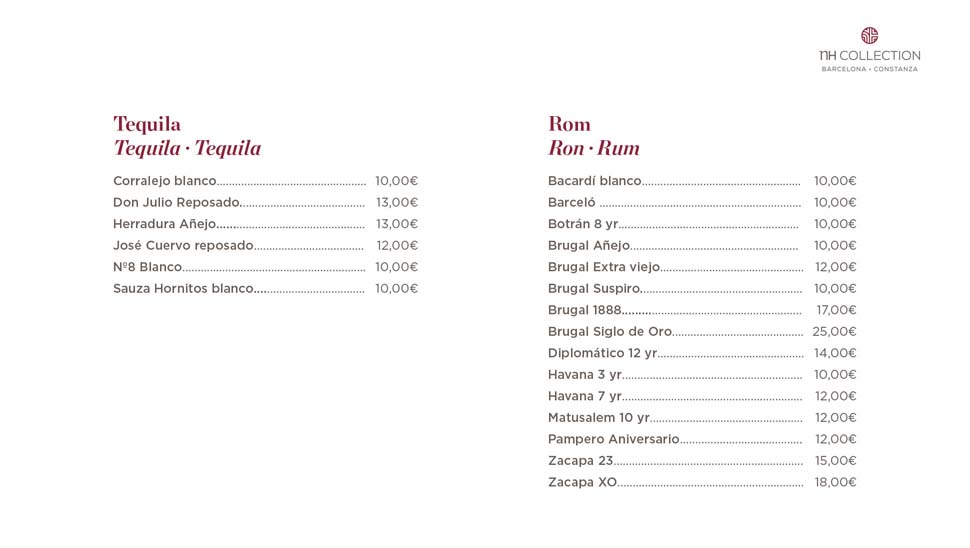 NH COLLECTION
BARCELONA • CONSTANZA
Tequila
Tequila · Tequila
Corralejo blanco.................................................. 10,00€
Don Julio Reposado.......................................... 13,00€
Herradura Añejo.................................................. 13,00€
José Cuervo reposado..................................... 12,00€
Nº8 Blanco............................................................. 10,00€
Sauza Hornitos blanco..................................... 10,00€
Rom
Ron · Rum
Bacardí blanco..................................................... 10,00€
Barceló ................................................................... 10,00€
Botrán 8 yr............................................................ 10,00€
Brugal Añejo........................................................ 10,00€
Brugal Extra viejo................................................ 12,00€
Brugal Suspiro...................................................... 10,00€
Brugal 1888............................................................ 17,00€
Brugal Siglo de Oro............................................ 25,00€
Diplomático 12 yr................................................. 14,00€
Havana 3 yr............................................................ 10,00€
Havana 7 yr............................................................ 12,00€
Matusalem 10 yr................................................... 12,00€
Pampero Aniversario......................................... 12,00€
Zacapa 23............................................................... 15,00€
Zacapa XO.............................................................. 18,00€